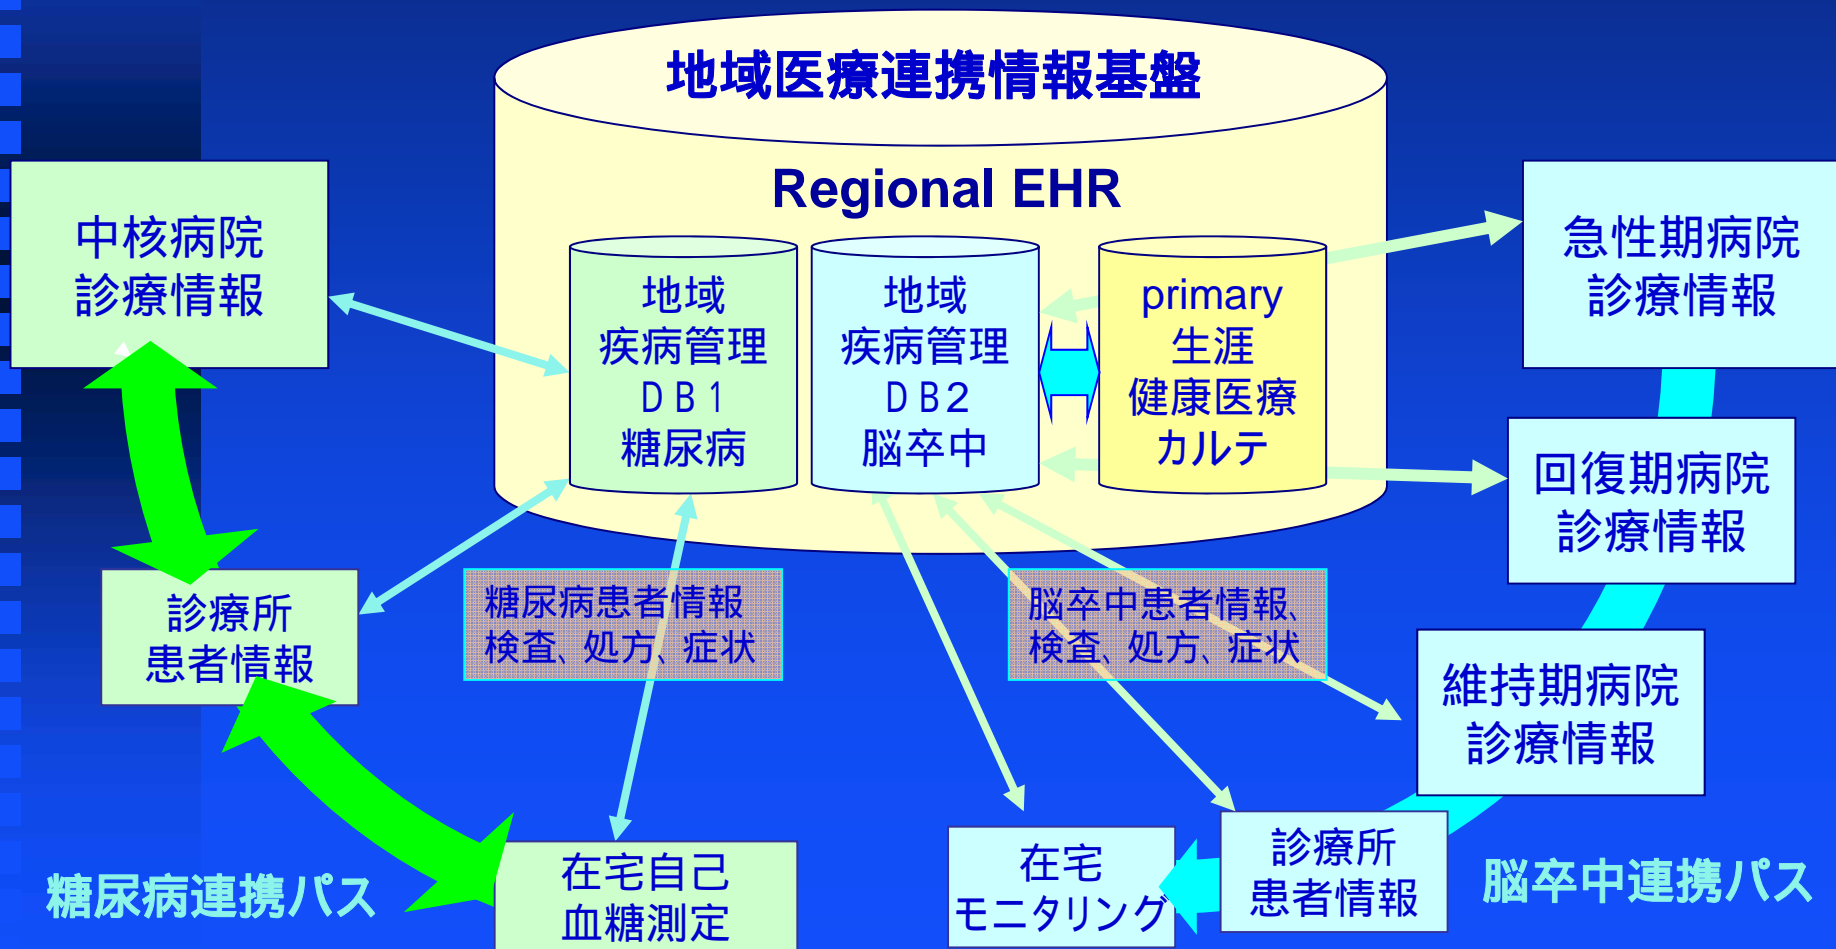 地域医療連携情報基盤
Regional EHR
中核病院
診療情報
地域
疾病管理
ＤＢ１
糖尿病
地域
疾病管理
ＤＢ2
脳卒中
primary
生涯
健康医療
カルテ
急性期病院
診療情報
回復期病院
診療情報
診療所
患者情報
糖尿病患者情報
検査、処方、症状
脳卒中患者情報、
検査、処方、症状
維持期病院
診療情報
在宅自己
血糖測定
在宅
モニタリング
診療所
患者情報
糖尿病連携パス
脳卒中連携パス